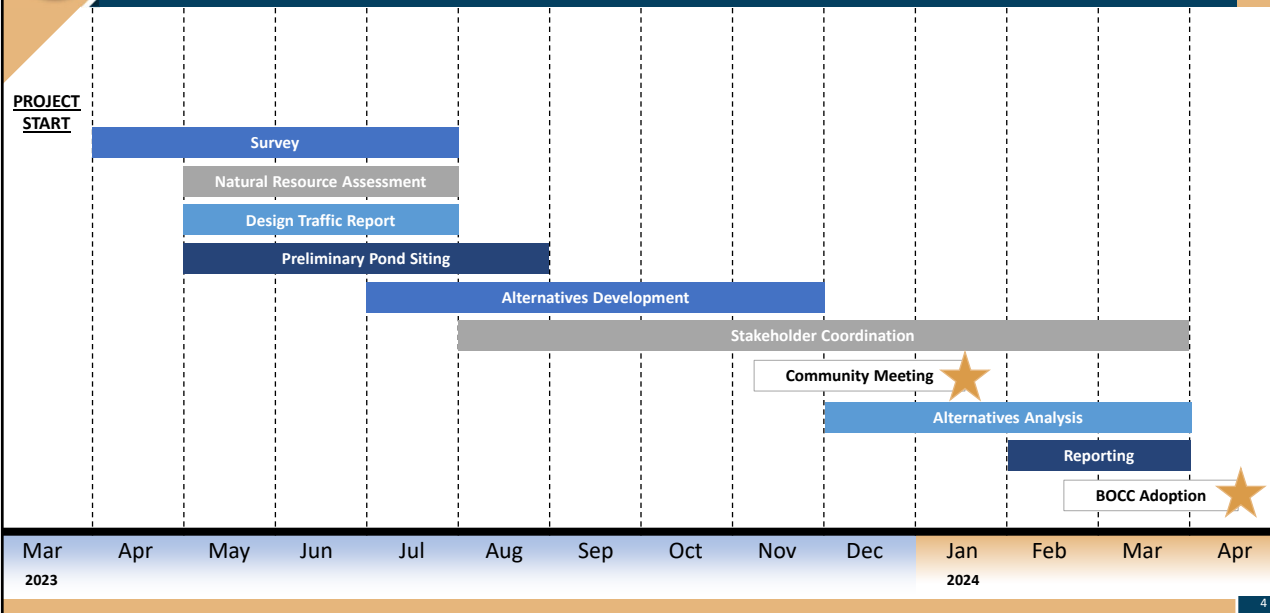 PROJECT
START
Survey
Natural Resource Assessment
Design Traffic Report
Preliminary Pond Siting
Alternatives Development
Stakeholder Coordination
Community Meeting
Alternatives Analysis
Reporting
BOCC Adoption
Mar Apr May Jun Jul Aug Sep Oct Nov Dec Jan Feb Mar Apr
2023 2024
4